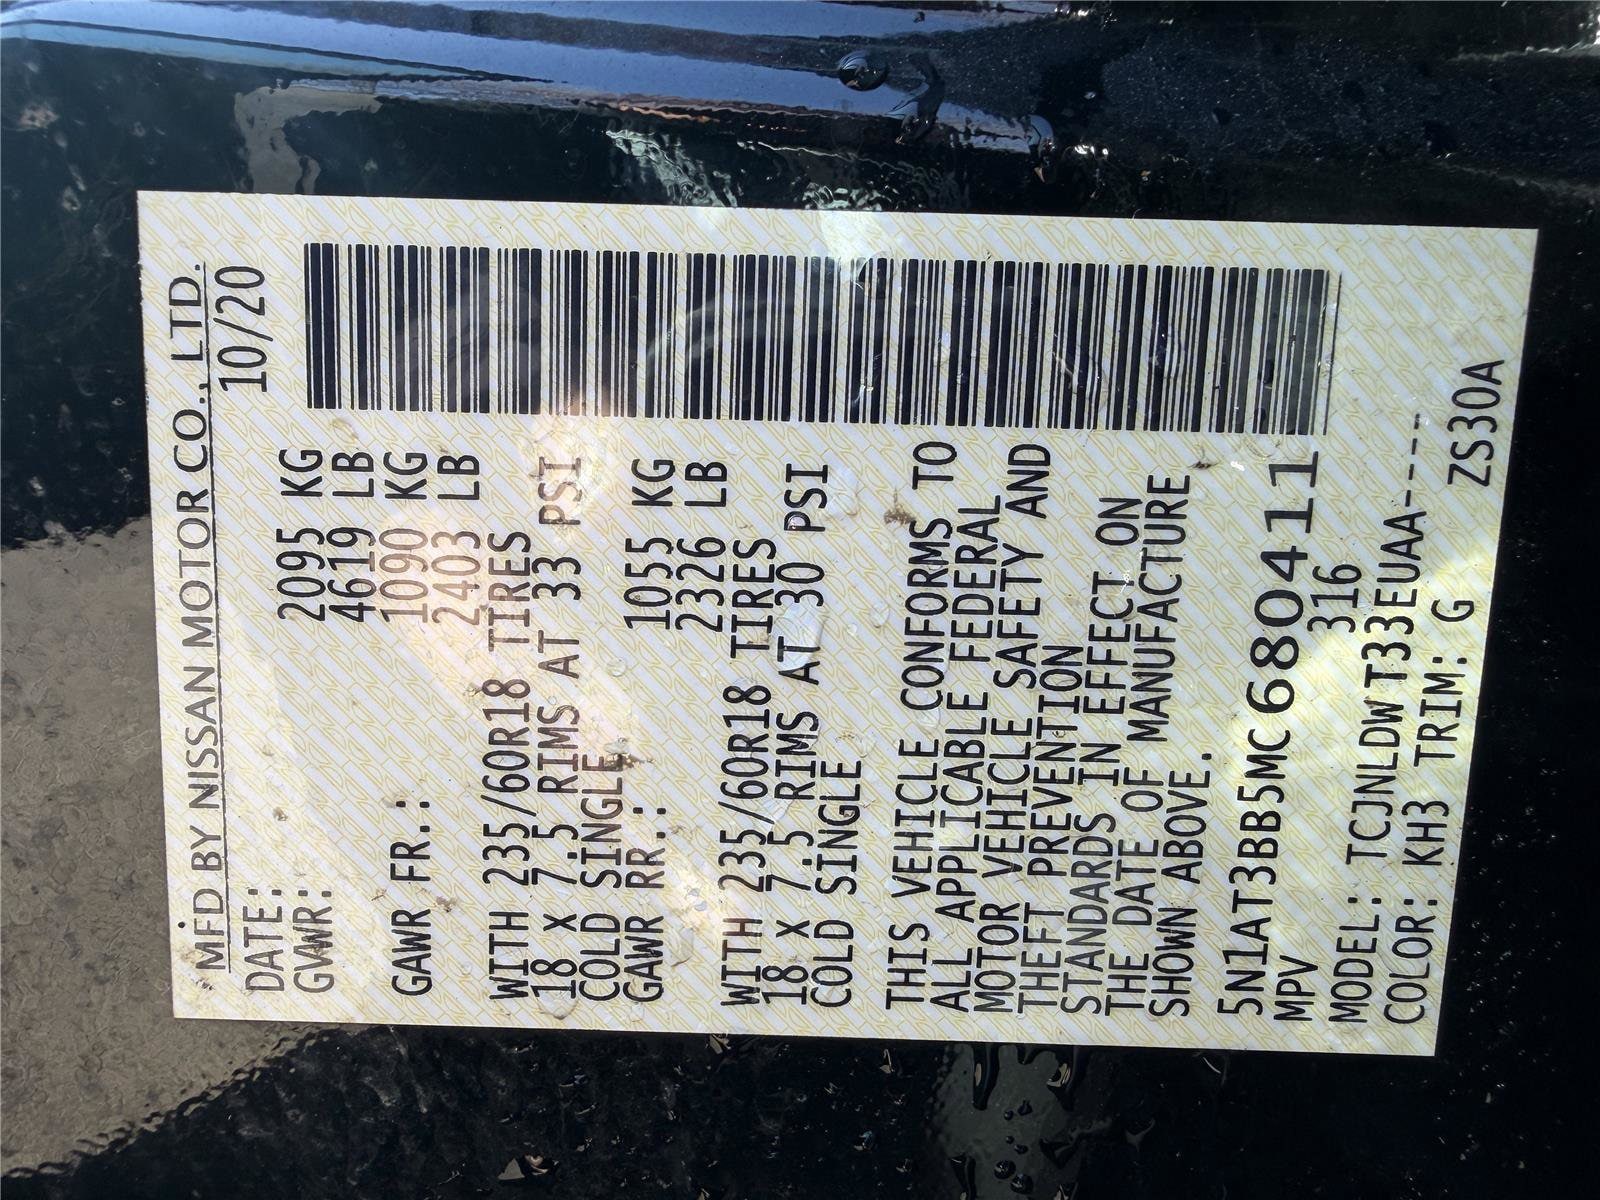 MFD BY NISSAN MOTOR CO., LTD.
DATE: 10/20
GVWR: 2095 KG
4619 LB
GAWR FR.: 1090 KG
2403 LB
WITH 235/60R18 TIRES
18 X 7.5 RIMS AT 33 PSI
COLD SINGLE
GAWR RR.: 1055 KG
2326 LB
WITH 235/60R18 TIRES
18 X 7.5 RIMS AT 30 PSI
COLD SINGLE
THIS VEHICLE CONFORMS TO
ALL APPLICABLE FEDERAL
MOTOR VEHICLE SAFETY AND
THEFT PREVENTION
STANDARDS IN EFFECT ON
THE DATE OF MANUFACTURE
SHOWN ABOVE.
5N1AT3BB5MC680411
MPV 316
MODEL: TCJNLDWT33EUAA----
COLOR: KH3 TRIM: G
ZS30A